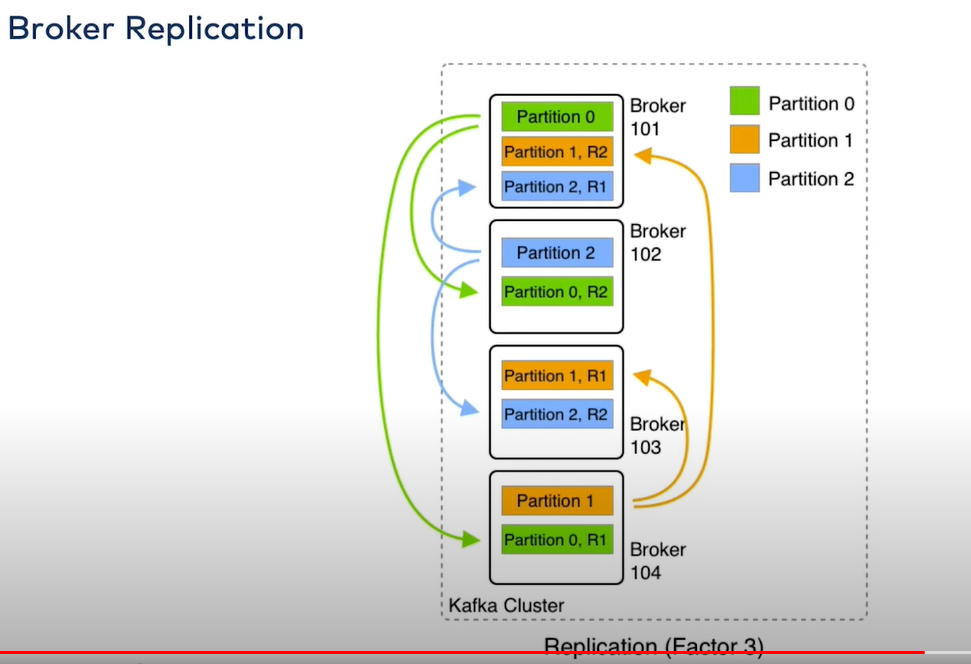 Broker Replication
Partition 0
Partition 1, R2
Partition 2, R1
Broker
101
Partition 0
Partition 1
Partition 2
Partition 2
Partition 0, R2
Broker
102
Partition 1, R1
Partition 2, R2
Broker
103
Partition 1
Partition 0, R1
Broker
104
Kafka Cluster
Replication (Factor 3)